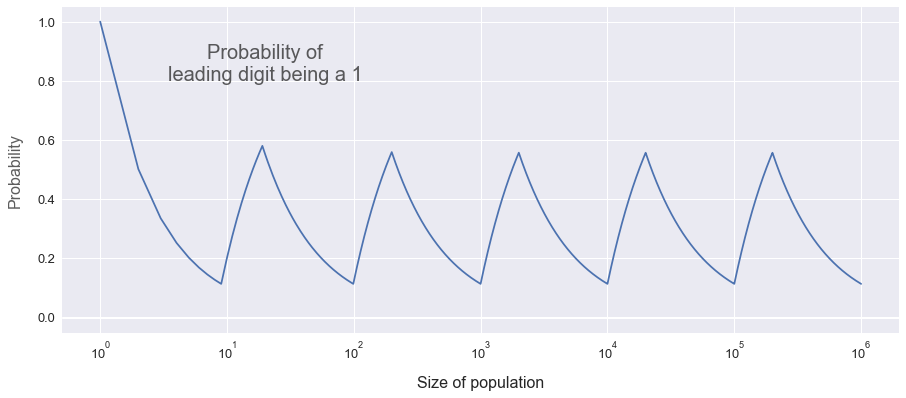 Probability of
leading digit being a 1
Probability
1.0
0.8
0.6
0.4
0.2
0.0
10^0 10^1 10^2 10^3 10^4 10^5 10^6
Size of population